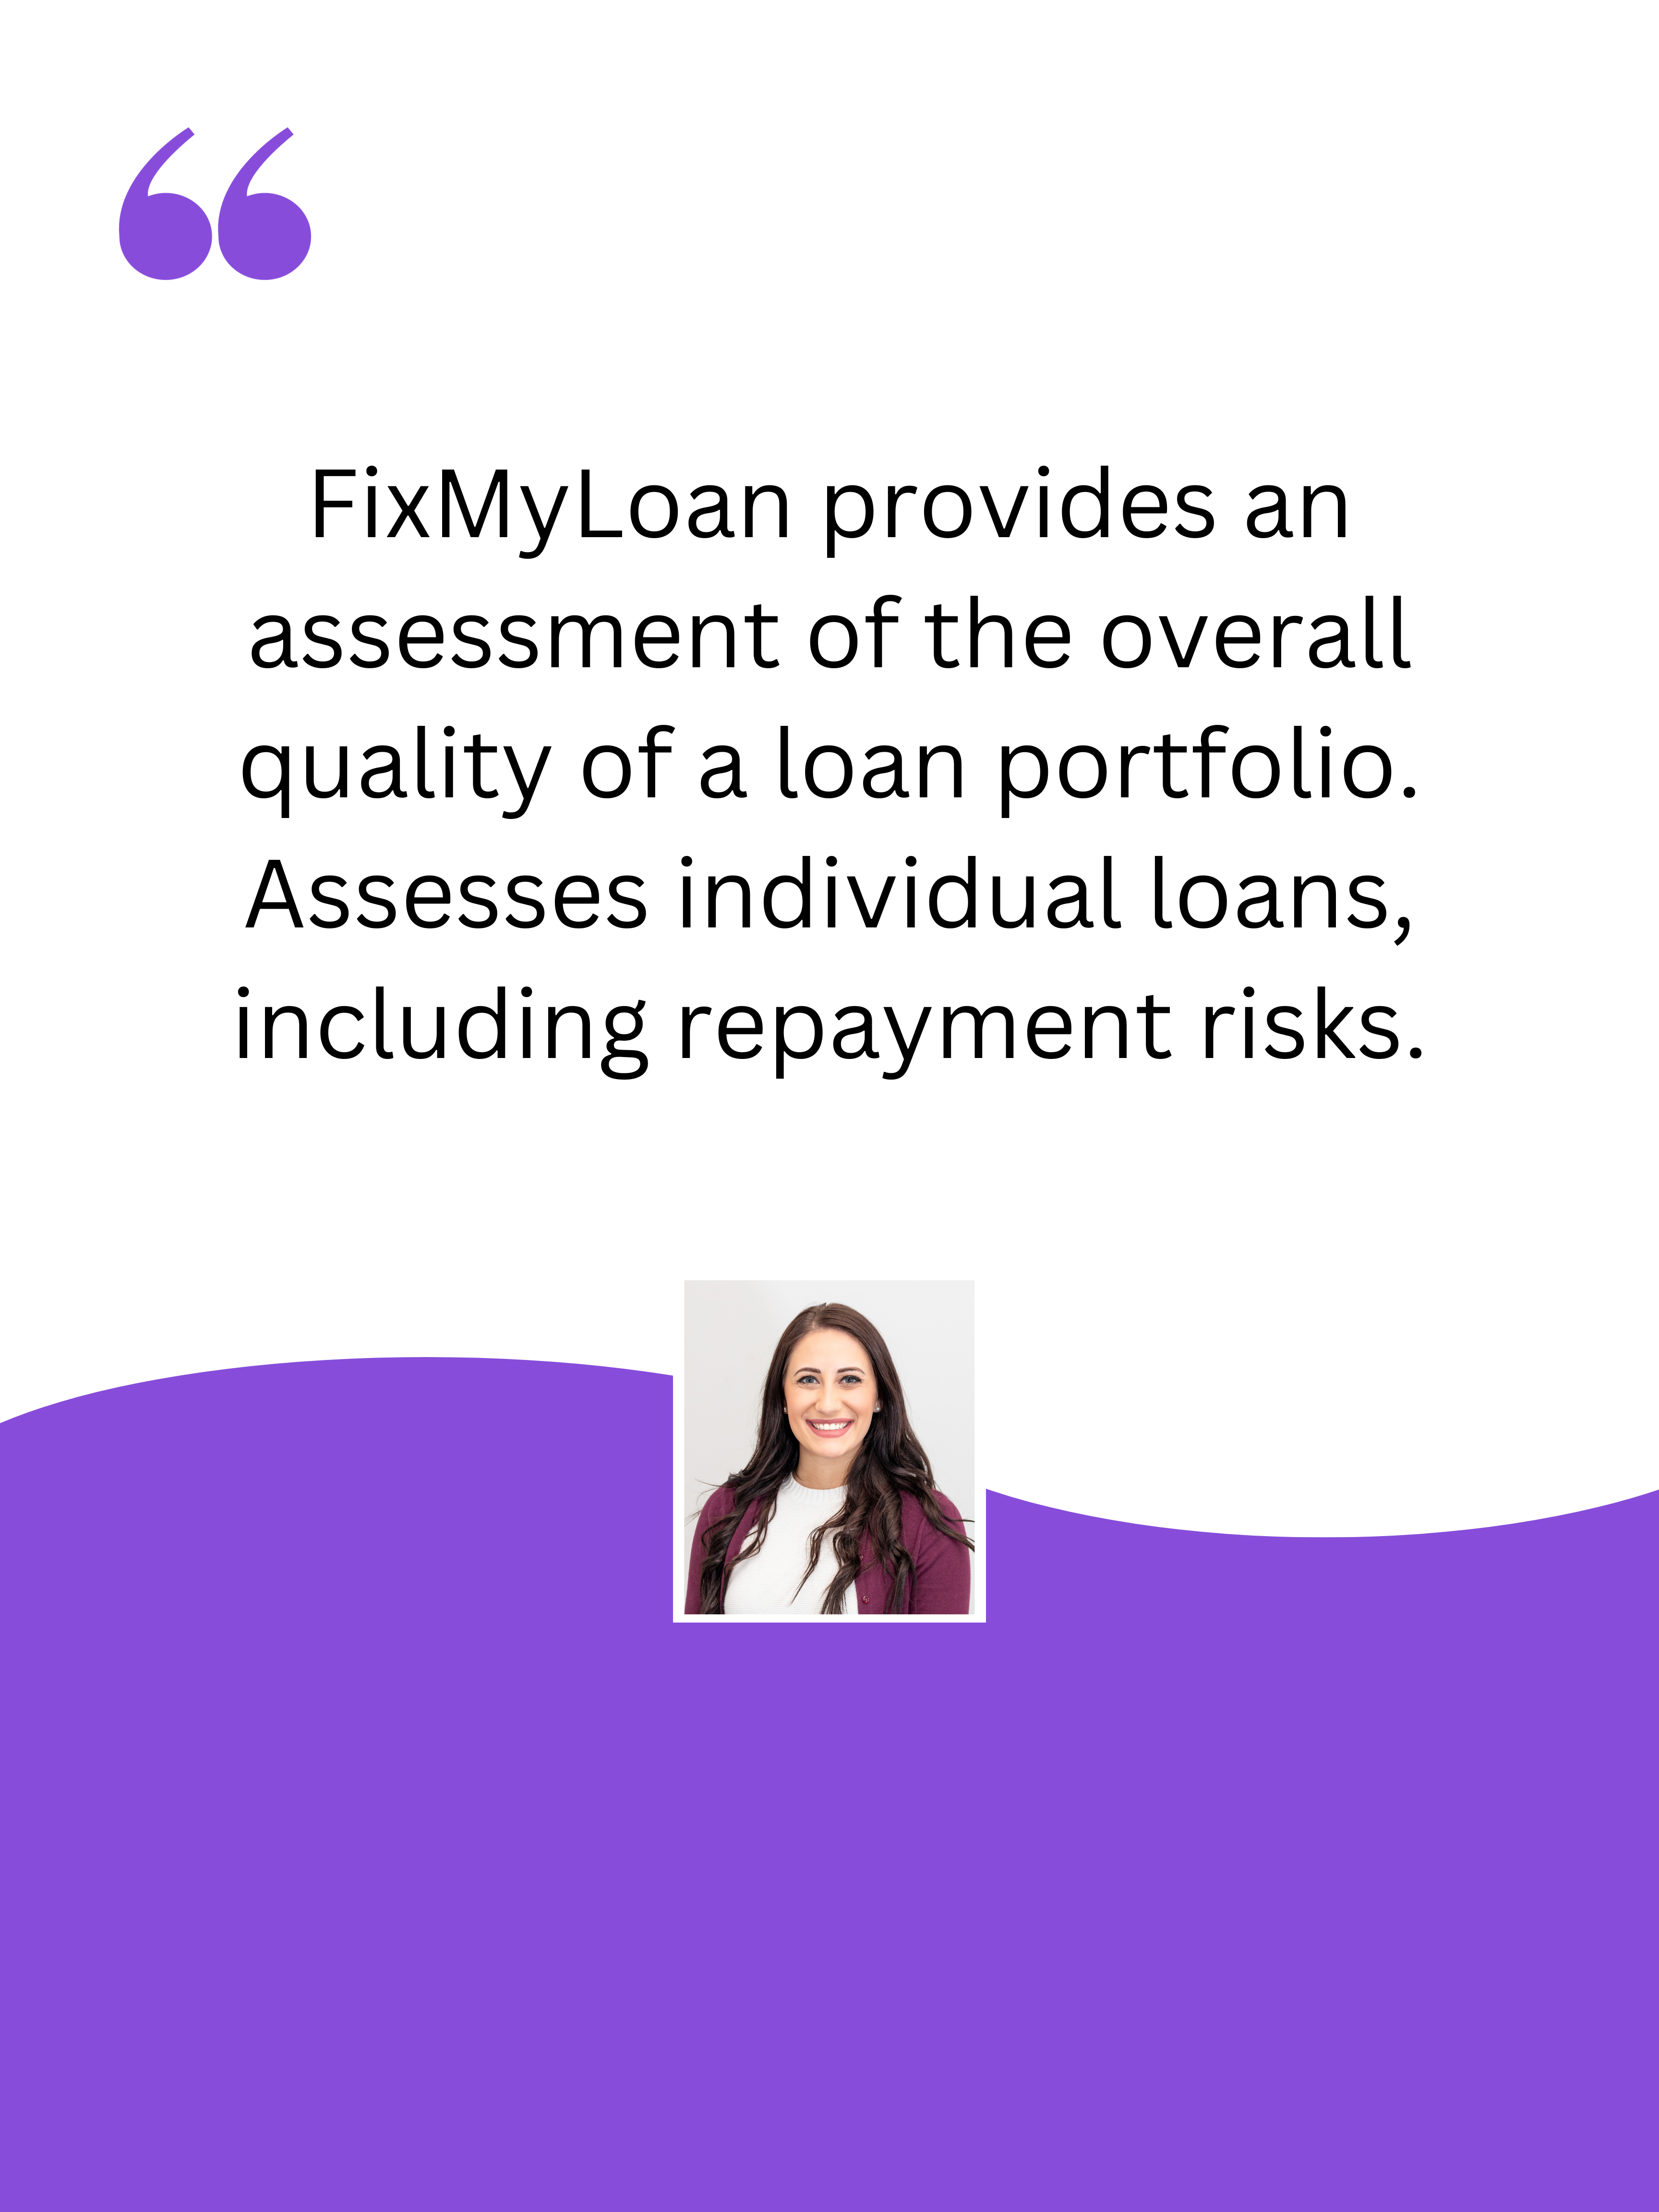 FixMyLoan provides an
assessment of the overall
quality of a loan portfolio.
Assesses individual loans,
including repayment risks.